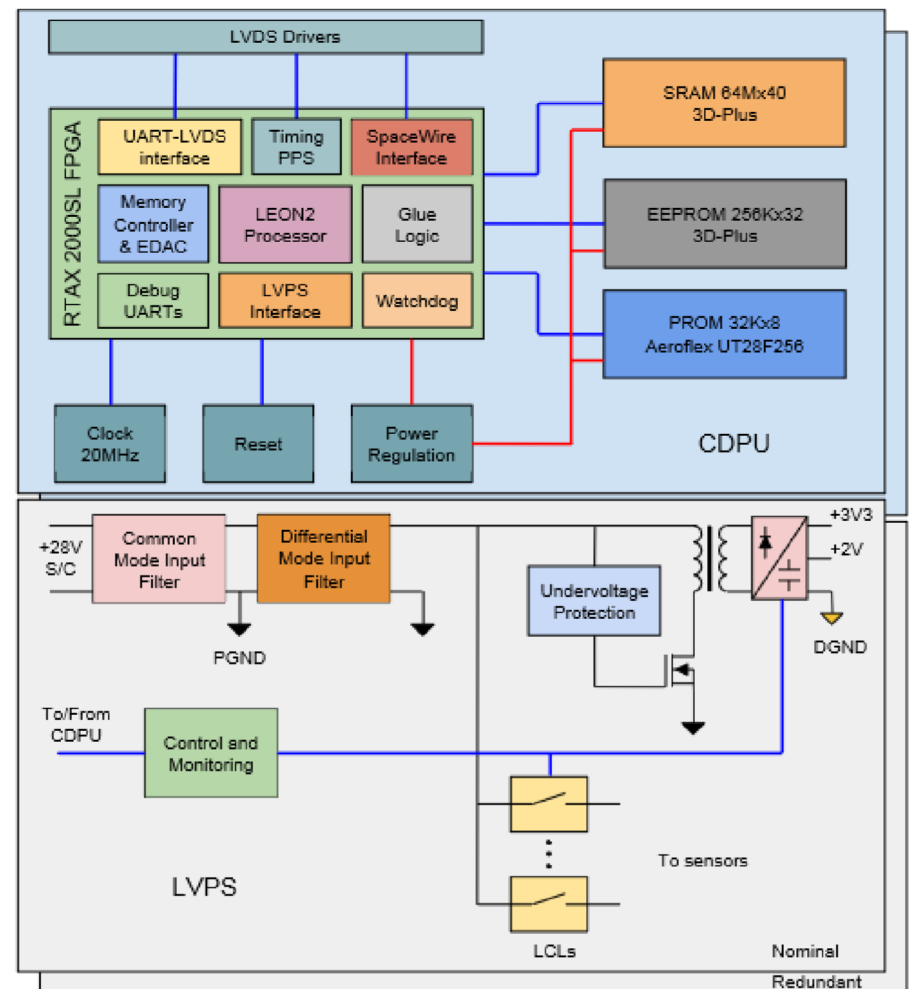 LVDS Drivers
RTAX 2000SL FPGA
UART-LVDS
interface
Timing
PPS
SpaceWire
Interface
Memory
Controller
& EDAC
LEON2
Processor
Glue
Logic
Debug
UARTs
LVPS
Interface
Watchdog
SRAM 64Mx40
3D-Plus
EEPROM 256Kx32
3D-Plus
PROM 32Kx8
Aeroflex UT28F256
Clock
20MHz
Reset
Power
Regulation
CDPU
+28V
S/C
Common
Mode Input
Filter
Differential
Mode Input
Filter
PGND
Undervoltage
Protection
+3V3
+2V
DGND
To/From
CDPU
Control and
Monitoring
To sensors
LVPS
LCLs
Nominal
Redundant